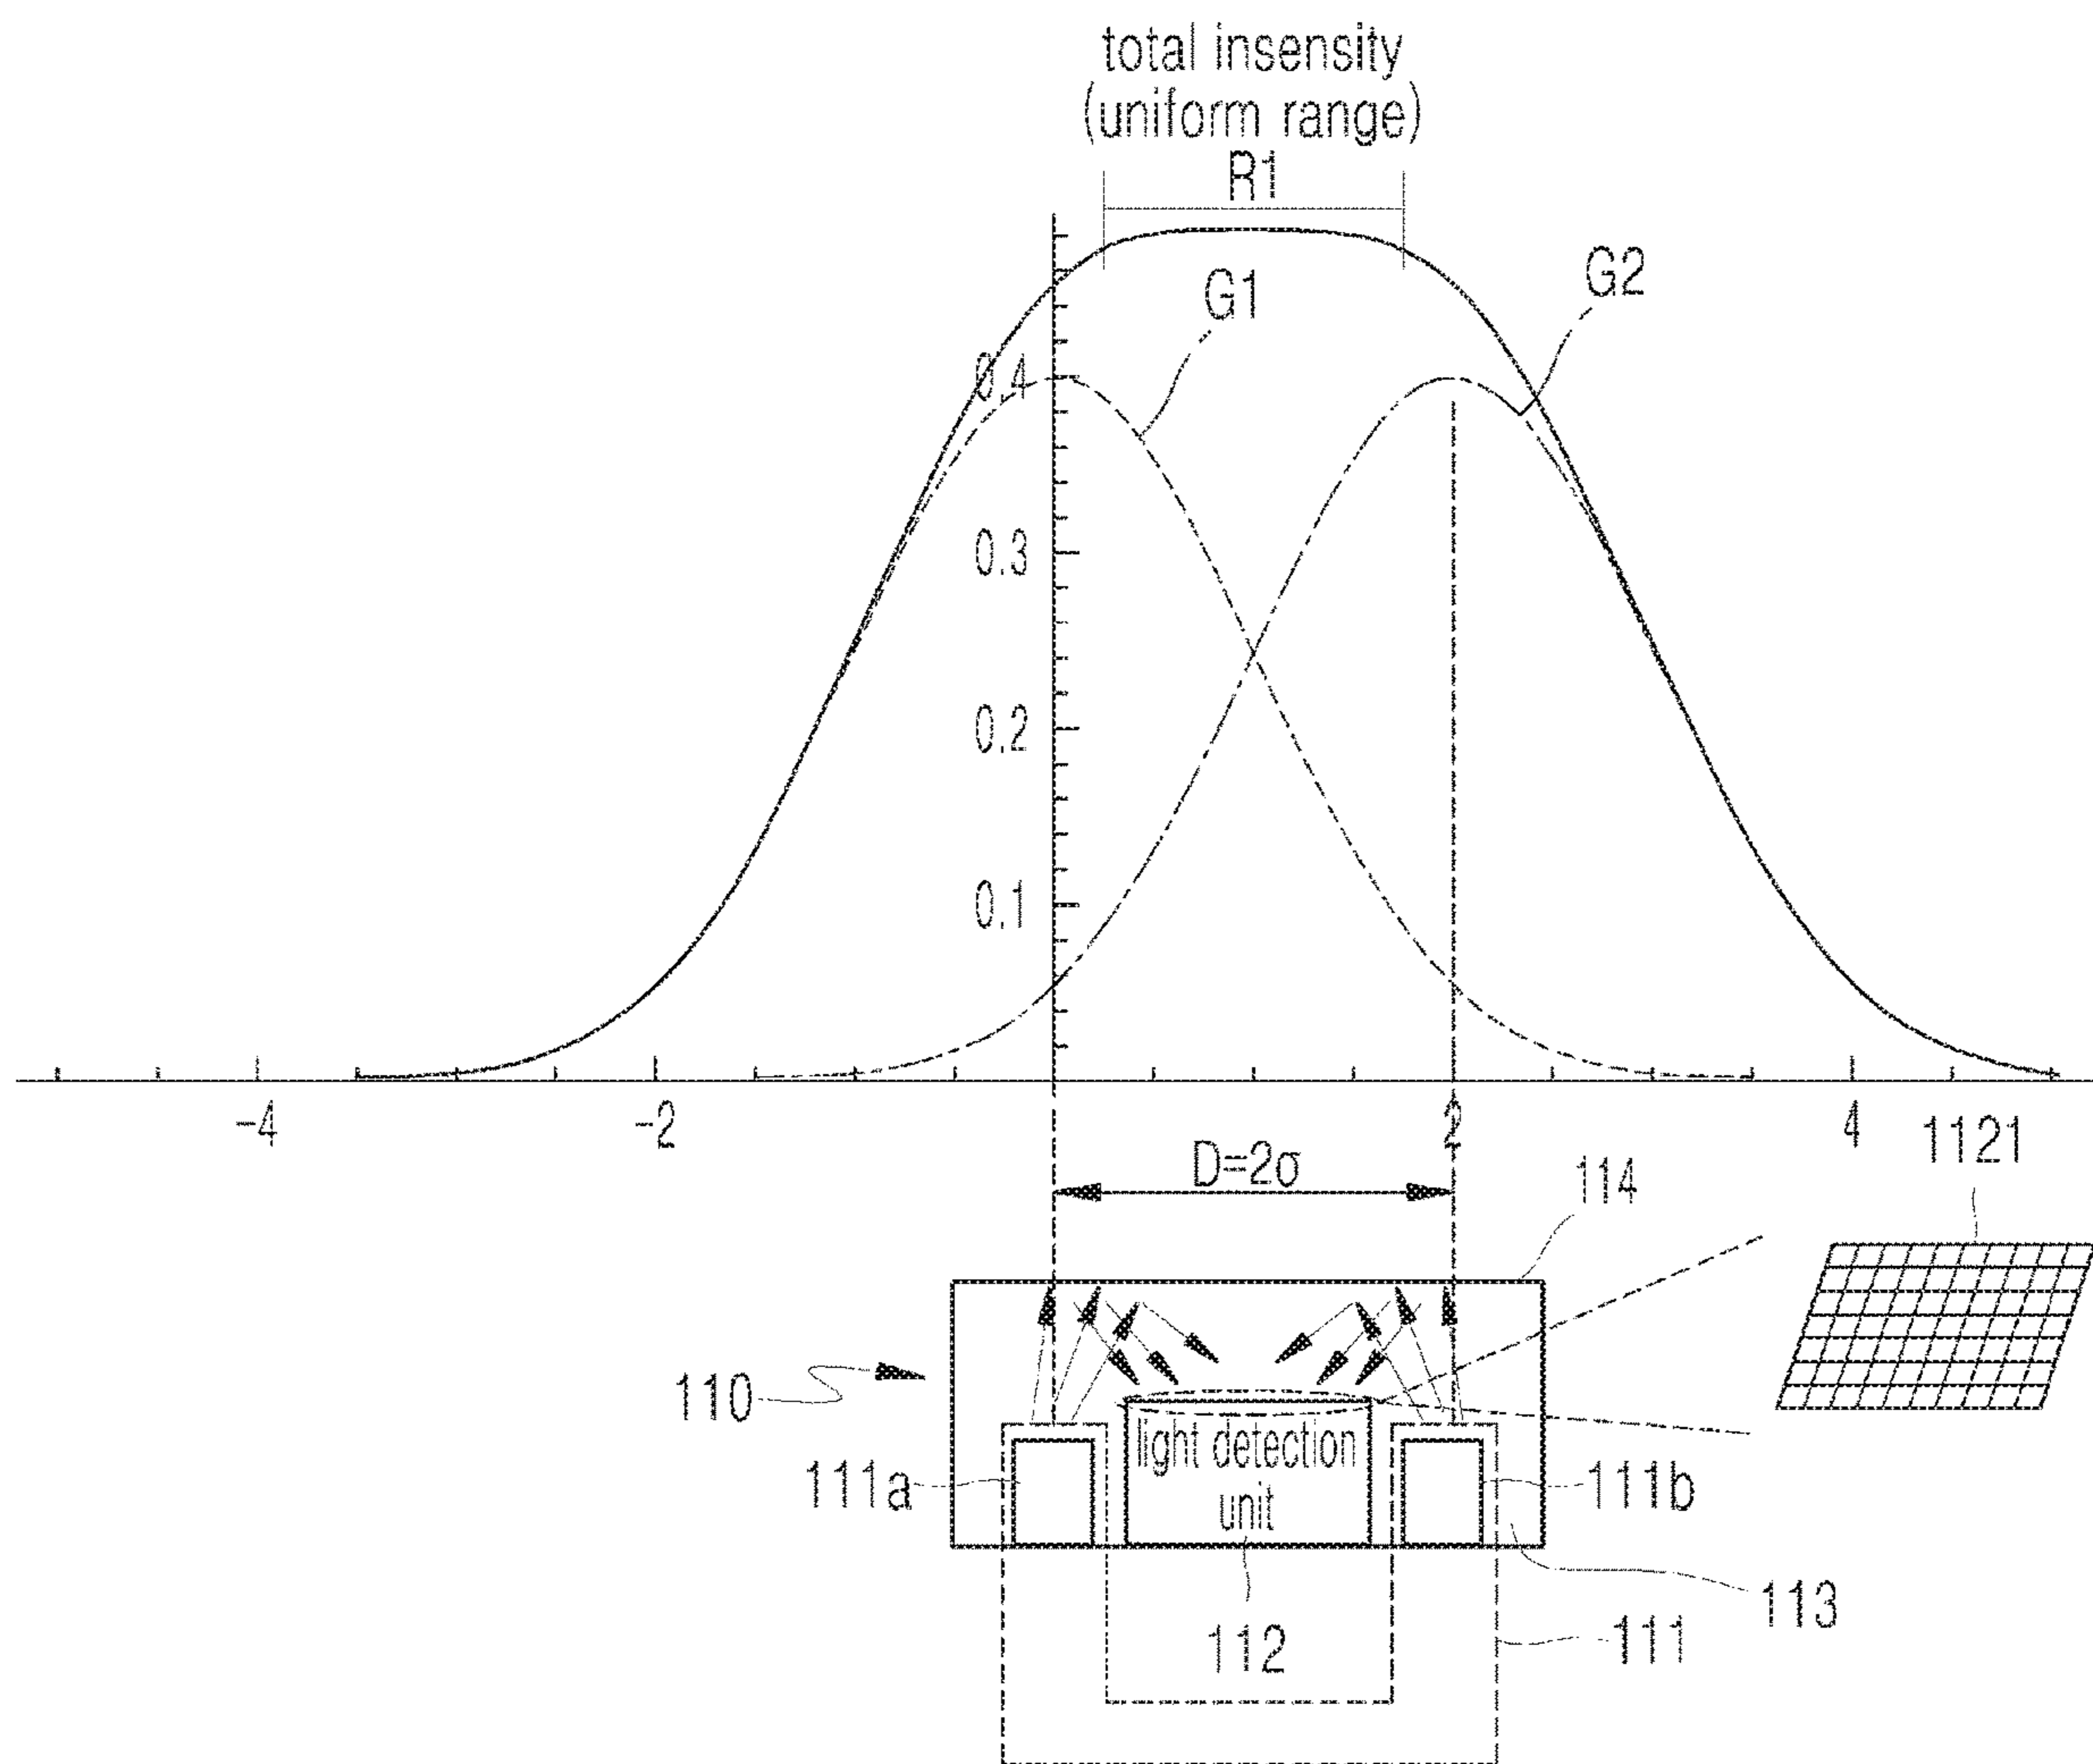 total insensity
(uniform range)
R1
G1
G2
0.4
0.3
0.2
0.1
-4
-2
2
4
1121
D=2σ
114
110
111a
light detection
unit
111b
112
113
111